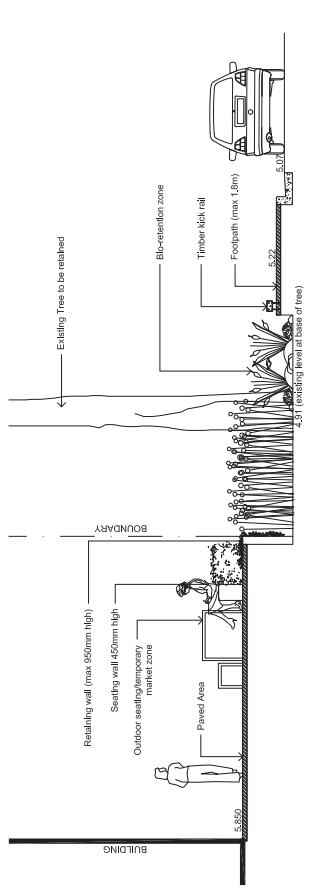 BUILDING
5.850
Paved Area
Outdoor seating/temporary
market zone
Seating wall 450mm high
Retaining wall (max 950mm high)
BOUNDARY
Existing Tree to be retained
4.91 (existing level at base of tree)
Bio-retention zone
Timber kick rail
Footpath (max 1.8m)
5.22
5.07